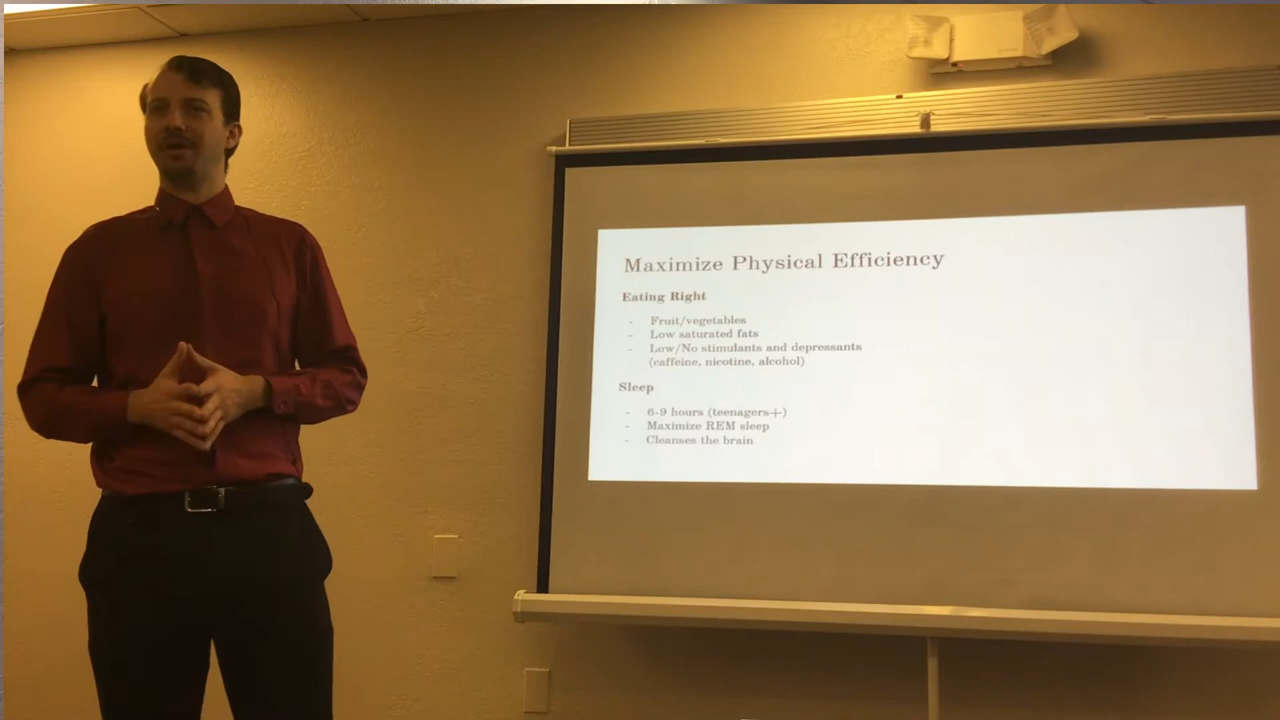 Maximize Physical Efficiency
Eating Right
- Fruit/vegetables
- Low saturated fats
- Low/No stimulants and depressants
(caffeine, nicotine, alcohol)
Sleep
- 6-9 hours (teenagers+)
- Maximize REM sleep
- Cleanses the brain